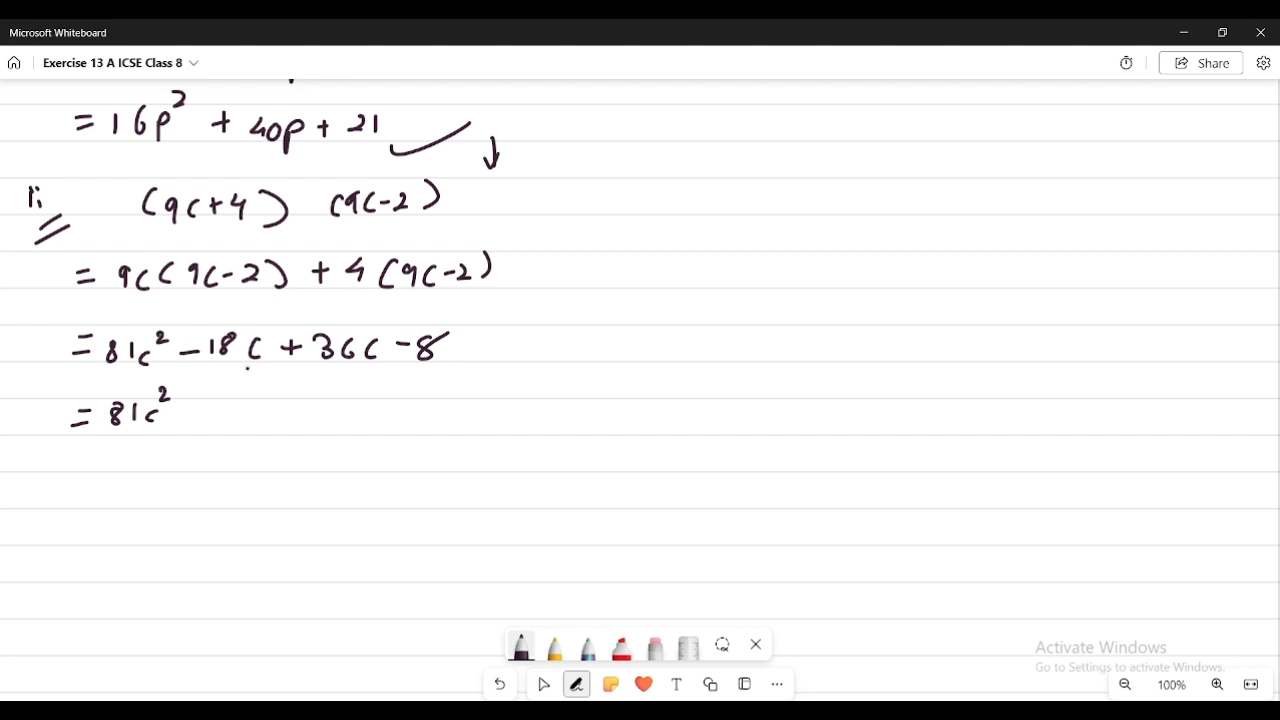 Microsoft Whiteboard
Exercise 13 A ICSE Class 8
Share
= 16p² + 40p + 21
ii
(9c+4) (9c-2)
= 9c(9c-2) + 4(9c-2)
= 81c² - 18c + 36c - 8
= 81c²
Activate Windows
Go to Settings to activate Windows.
100%